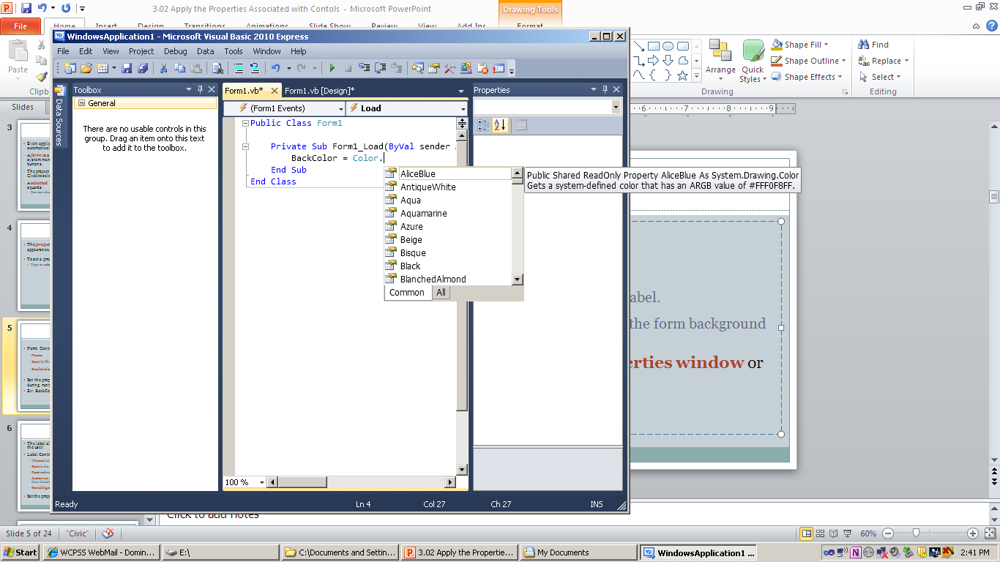 3.02 Apply the Properties Associated with Contols - Microsoft PowerPoint
Drawing Tools
File Home Insert Design Transitions Animations Slide Show Review View Add-Ins Format
Paste
Clipb
Shape Fill
Shape Outline
Shape Effects
Arrange
Quick
Styles
Drawing
Find
Replace
Select
Editing
Slides
WindowsApplication1 - Microsoft Visual Basic 2010 Express
File Edit View Project Debug Data Tools Window Help
Data Sources
Toolbox
General
There are no usable controls in this
group. Drag an item onto this text
to add it to the toolbox.
Form1.vb* Form1.vb [Design]*
(Form1 Events) Load
Public Class Form1
Private Sub Form1_Load(ByVal sender
BackColor = Color.
End Sub
End Class
AliceBlue
AntiqueWhite
Aqua
Aquamarine
Azure
Beige
Bisque
Black
BlanchedAlmond
Common All
Public Shared ReadOnly Property AliceBlue As System.Drawing.Color
Gets a system-defined color that has an ARGB value of #FFF0F8FF.
Properties
100 %
Ready Ln 4 Col 27 Ch 27 INS
6 7 8 9
abel.
the form background
erties window or
3
4
5
6
Click to add notes
Slide 5 of 24 "Civic" 60%
Start WCPSS WebMail - Domin... E:\ C:\Documents and Settin... 3.02 Apply the Propertie... My Documents WindowsApplication1 ... 2:41 PM